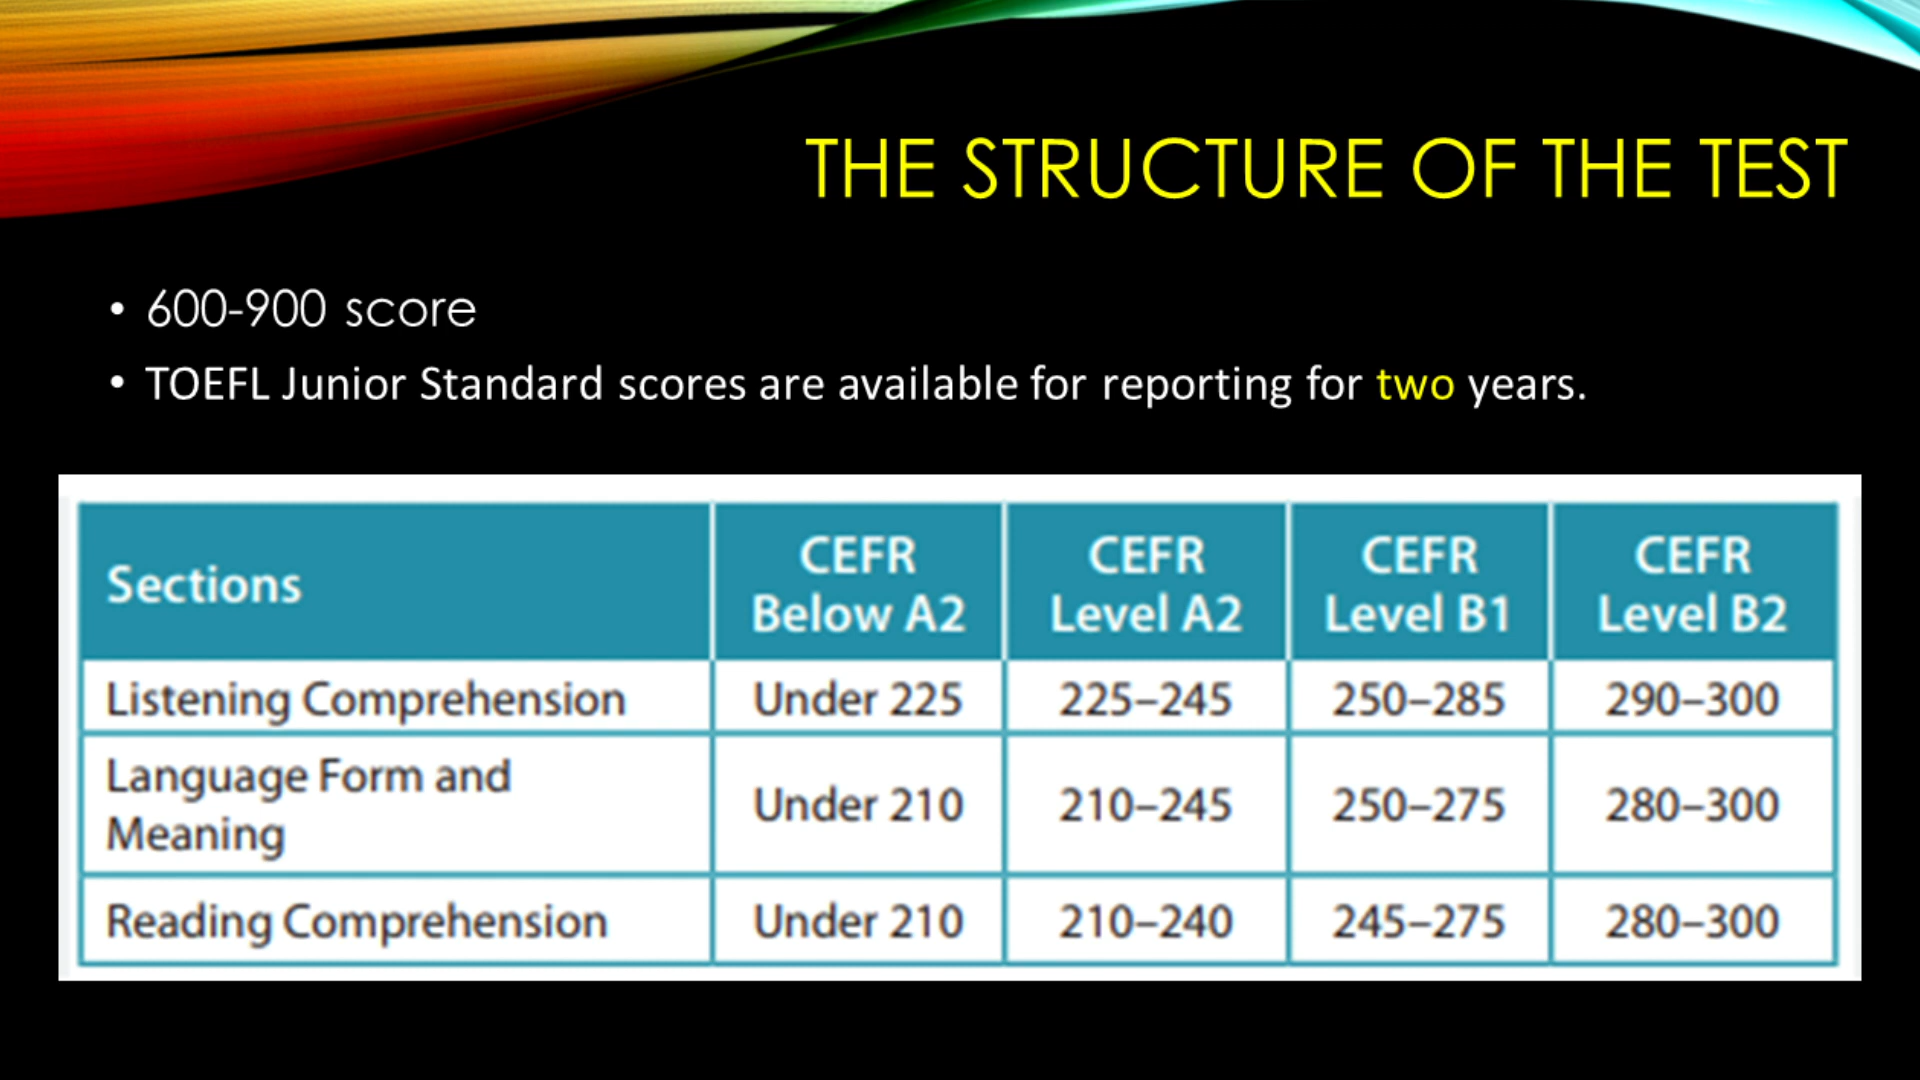 THE STRUCTURE OF THE TEST
• 600-900 score
• TOEFL Junior Standard scores are available for reporting for two years.
Sections CEFR Below A2 CEFR Level A2 CEFR Level B1 CEFR Level B2
Listening Comprehension Under 225 225–245 250–285 290–300
Language Form and Meaning Under 210 210–245 250–275 280–300
Reading Comprehension Under 210 210–240 245–275 280–300